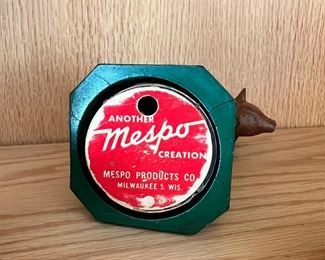 ANOTHER
Mespo
CREATION
MESPO PRODUCTS CO
MILWAUKEE 5, WIS.